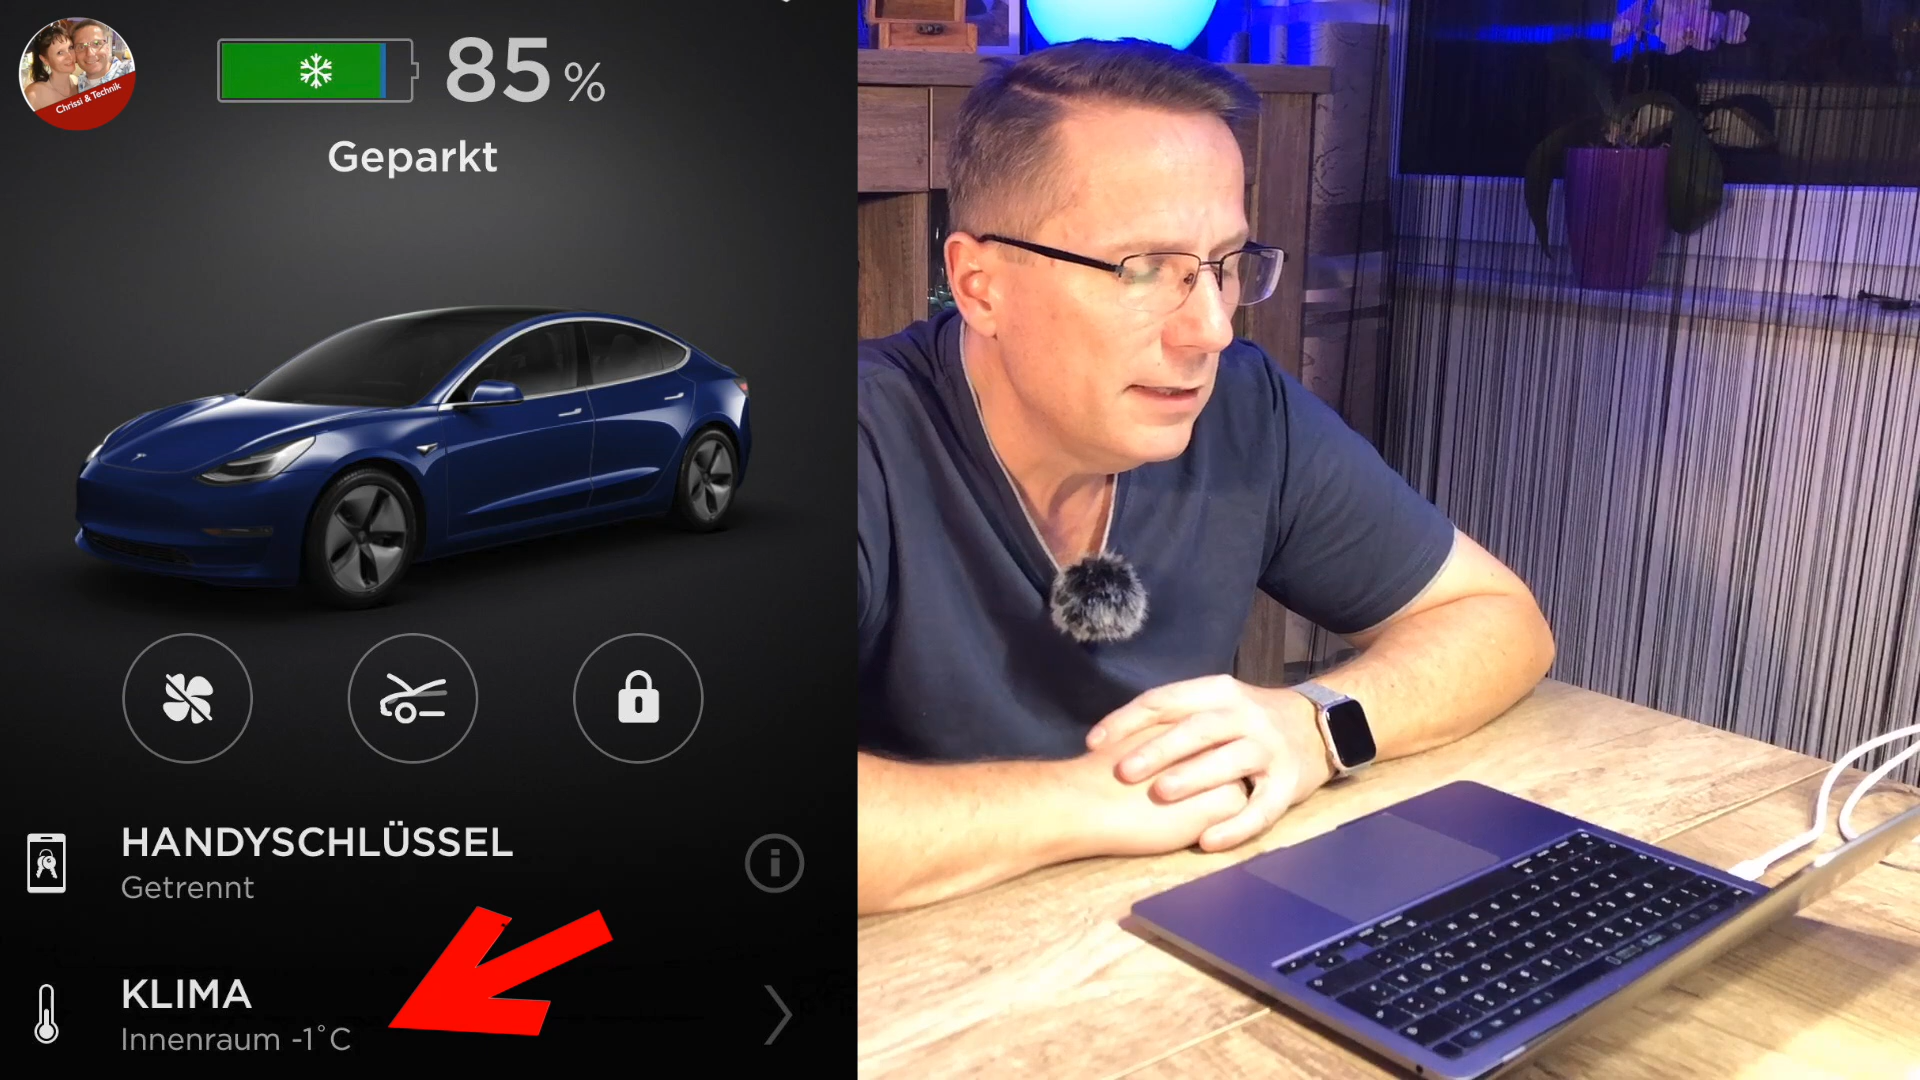 Chrissi & Technik
85 %
Geparkt
HANDYSCHLÜSSEL
Getrennt
KLIMA
Innenraum -1°C